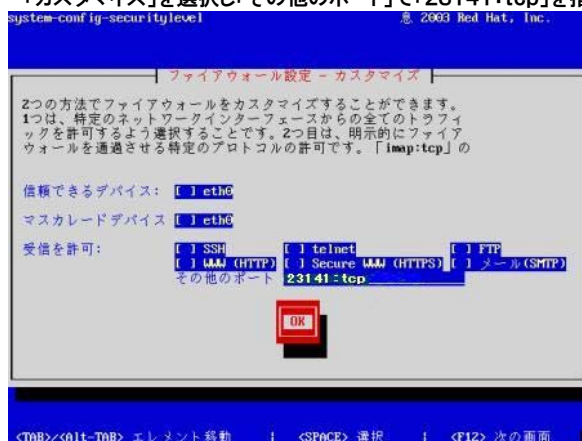 「カスタマイズ」を選択し「その他のポート」で「23141:tcp」を指
system-config-securitylevel © 2003 Red Hat, Inc.
ファイアウォール設定 - カスタマイズ
2つの方法でファイアウォールをカスタマイズすることができます。
1つは、特定のネットワークインターフェースからの全てのトラフィ
ックを許可するよう選択することです。2つ目は、明示的にファイア
ウォールを通過させる特定のプロトコルの許可です。「imap:tcp」の
信頼できるデバイス: [ ] eth0
マスカレードデバイス [ ] eth0
受信を許可: [ ] SSH [ ] telnet [ ] FTP
[ ] WWW (HTTP) [ ] Secure WWW (HTTPS) [ ] メール(SMTP)
その他のポート 23141:tcp
OK
<TAB>/<Alt-TAB> エレメント移動 | <SPACE> 選択 | <F12> 次の画面